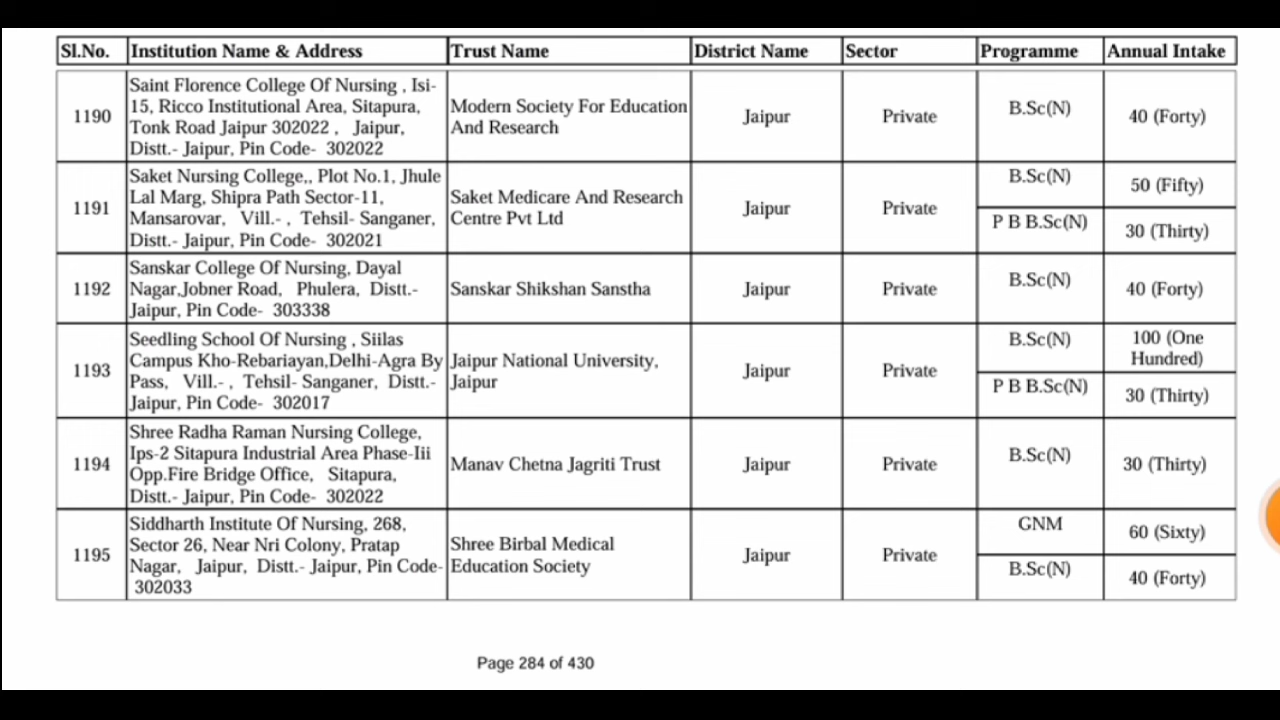 Sl.No. Institution Name & Address Trust Name District Name Sector Programme Annual Intake
1190
Saint Florence College Of Nursing , Isi-
15, Ricco Institutional Area, Sitapura,
Tonk Road Jaipur 302022 , Jaipur,
Distt.- Jaipur, Pin Code- 302022
Modern Society For Education
And Research
Jaipur
Private
B.Sc(N)
40 (Forty)
1191
Saket Nursing College,, Plot No.1, Jhule
Lal Marg, Shipra Path Sector-11,
Mansarovar, Vill.- , Tehsil- Sanganer,
Distt.- Jaipur, Pin Code- 302021
Saket Medicare And Research
Centre Pvt Ltd
Jaipur
Private
B.Sc(N)
50 (Fifty)
P B B.Sc(N)
30 (Thirty)
1192
Sanskar College Of Nursing, Dayal
Nagar,Jobner Road, Phulera, Distt.-
Jaipur, Pin Code- 303338
Sanskar Shikshan Sanstha
Jaipur
Private
B.Sc(N)
40 (Forty)
1193
Seedling School Of Nursing , Siilas
Campus Kho-Rebariayan,Delhi-Agra By
Pass, Vill.- , Tehsil- Sanganer, Distt.-
Jaipur, Pin Code- 302017
Jaipur National University,
Jaipur
Jaipur
Private
B.Sc(N)
100 (One
Hundred)
P B B.Sc(N)
30 (Thirty)
1194
Shree Radha Raman Nursing College,
Ips-2 Sitapura Industrial Area Phase-Iii
Opp.Fire Bridge Office, Sitapura,
Distt.- Jaipur, Pin Code- 302022
Manav Chetna Jagriti Trust
Jaipur
Private
B.Sc(N)
30 (Thirty)
1195
Siddharth Institute Of Nursing, 268,
Sector 26, Near Nri Colony, Pratap
Nagar, Jaipur, Distt.- Jaipur, Pin Code-
302033
Shree Birbal Medical
Education Society
Jaipur
Private
GNM
60 (Sixty)
B.Sc(N)
40 (Forty)
Page 284 of 430